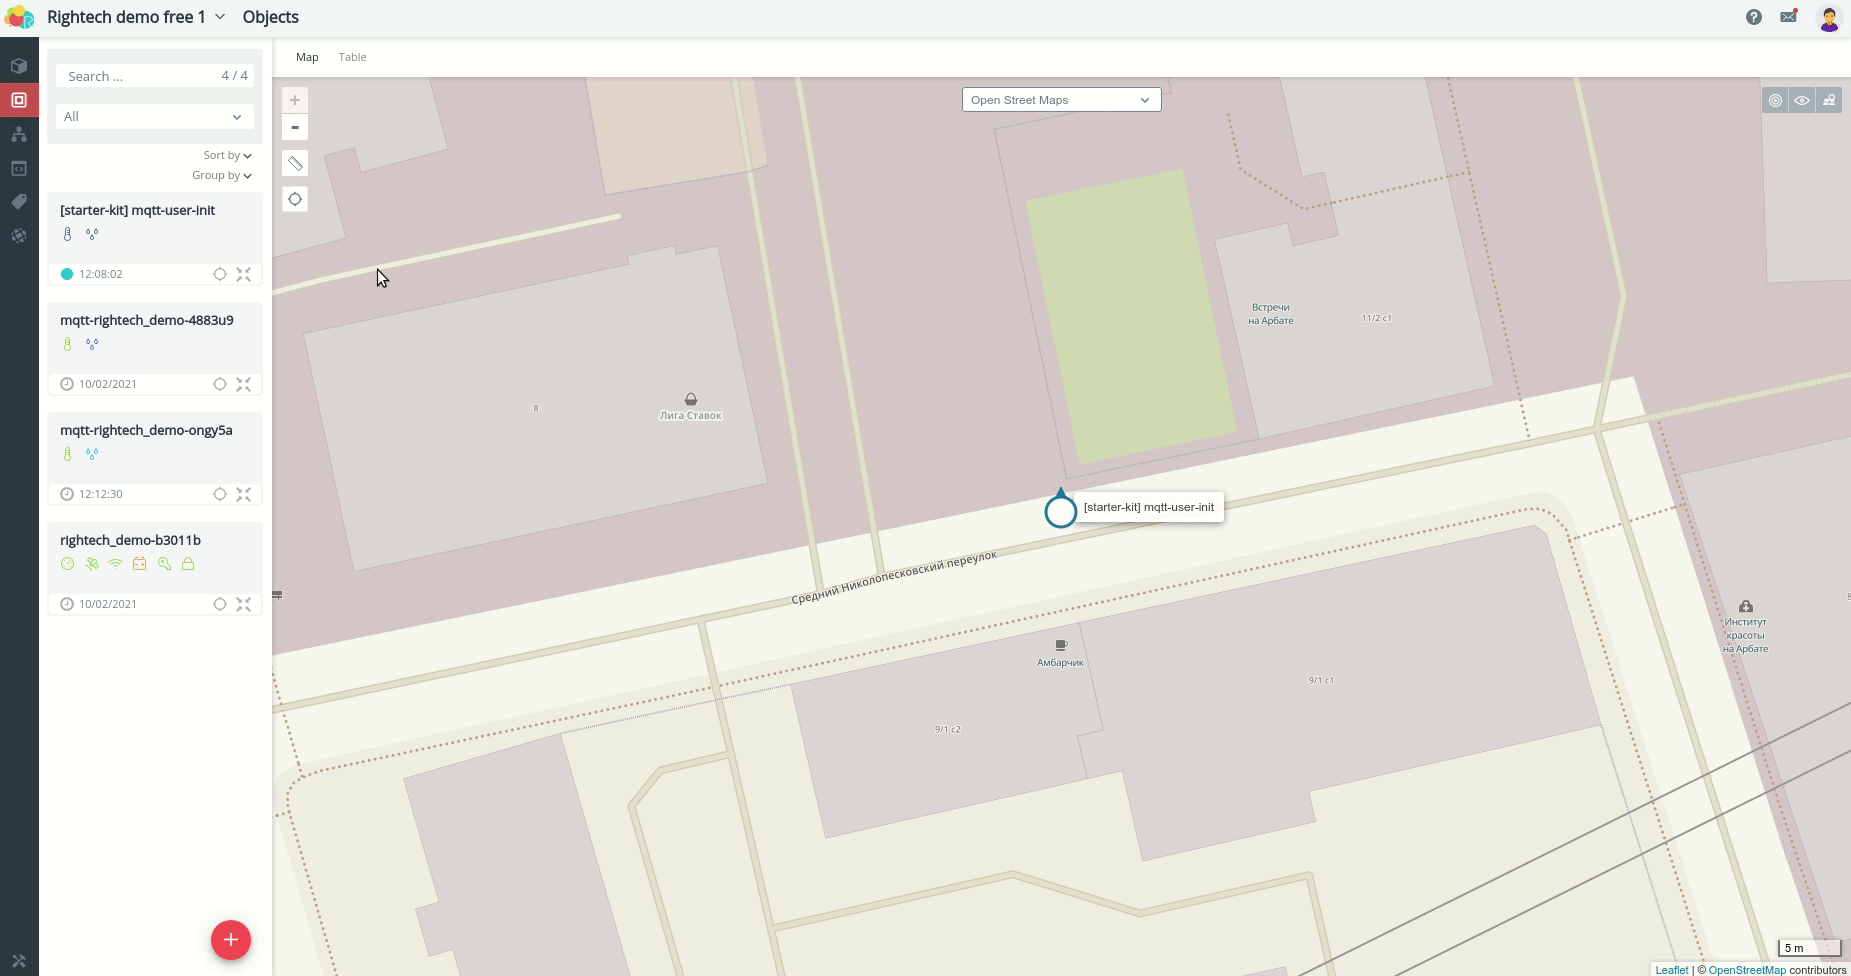 Rightech demo free 1
Objects
Search ...
4 / 4
All
Sort by
Group by
[starter-kit] mqtt-user-init
12:08:02
mqtt-rightech_demo-4883u9
10/02/2021
mqtt-rightech_demo-ongy5a
12:12:30
rightech_demo-b3011b
10/02/2021
+
Map
Table
+
-
Open Street Maps
Встречи
на Арбате
11/2 с1
8
Лига Ставок
[starter-kit] mqtt-user-init
Средний Николопесковский переулок
Амбарчик
9/1 с1
9/1 с2
Институт
красоты
на Арбате
5 m
Leaflet | © OpenStreetMap contributors